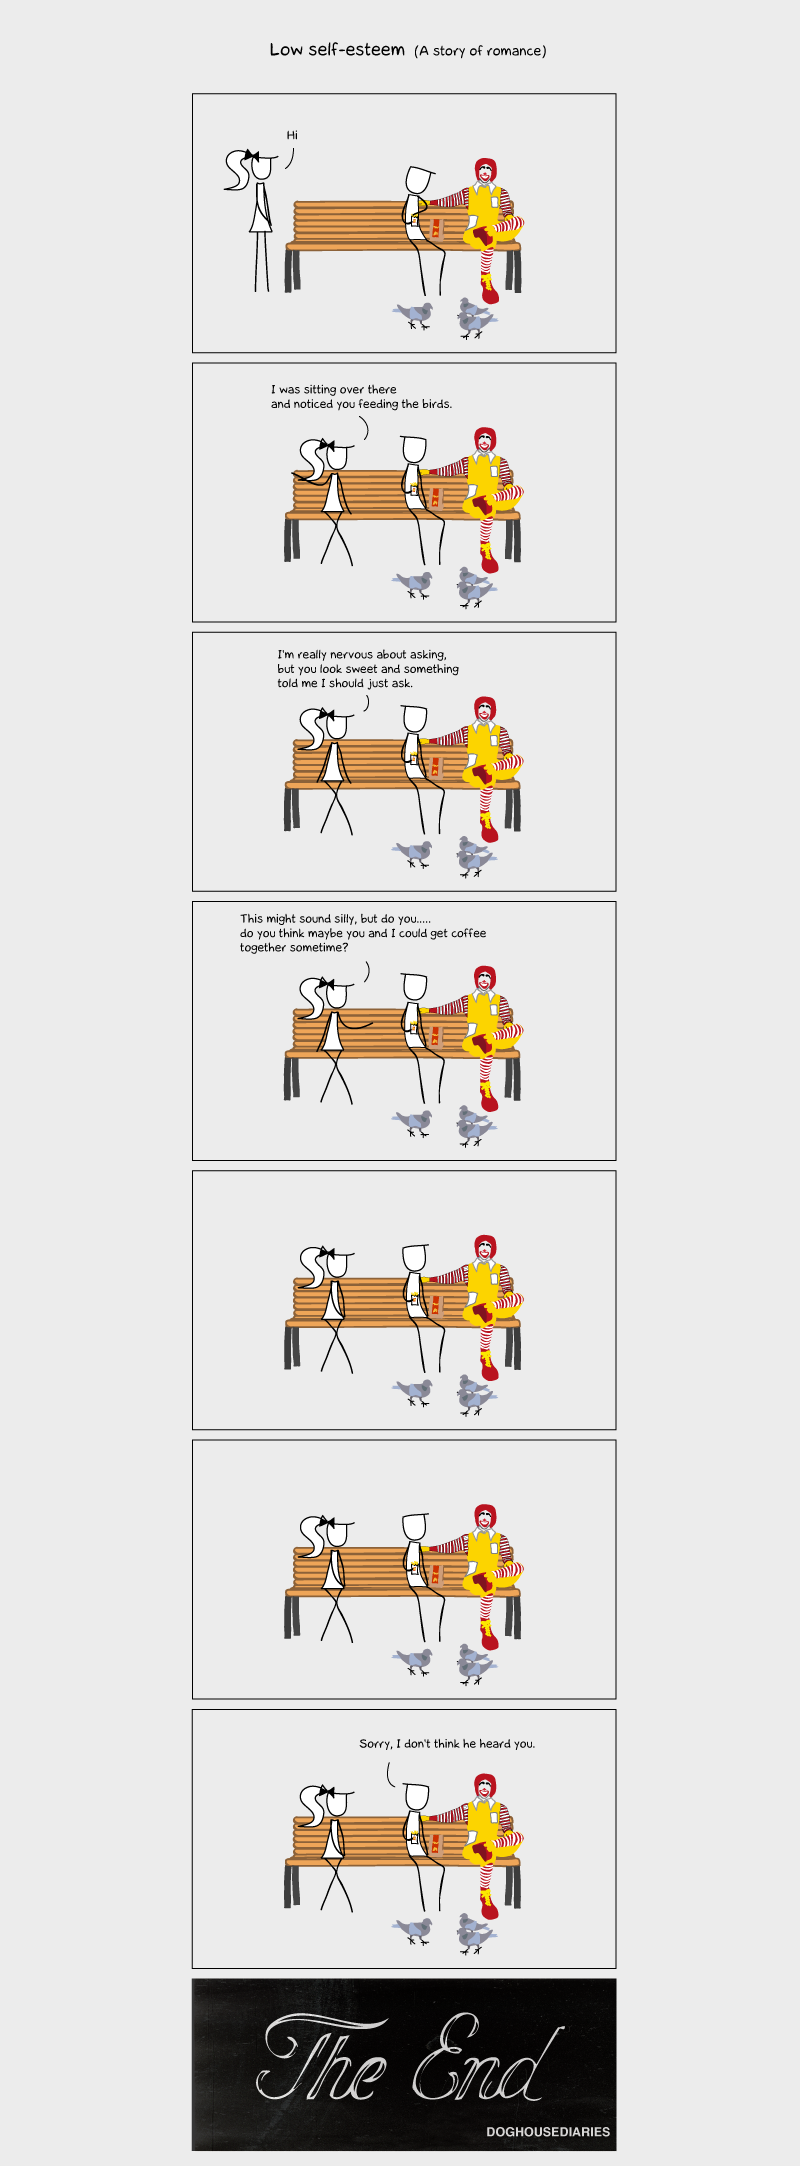 Low self-esteem (A story of romance)
Hi
I was sitting over there
and noticed you feeding the birds.
I'm really nervous about asking,
but you look sweet and something
told me I should just ask.
This might sound silly, but do you.....
do you think maybe you and I could get coffee
together sometime?
Sorry, I don't think he heard you.
The End
DOGHOUSEDIARIES